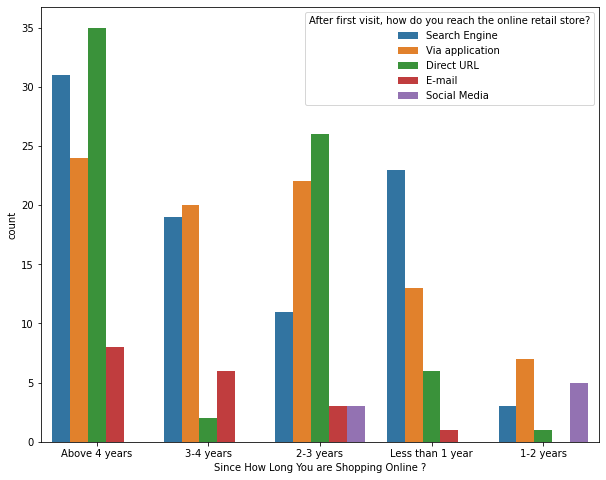 After first visit, how do you reach the online retail store?
Search Engine
Via application
Direct URL
E-mail
Social Media
35
30
25
20
15
10
5
0
count
Above 4 years
3-4 years
2-3 years
Less than 1 year
1-2 years
Since How Long You are Shopping Online ?